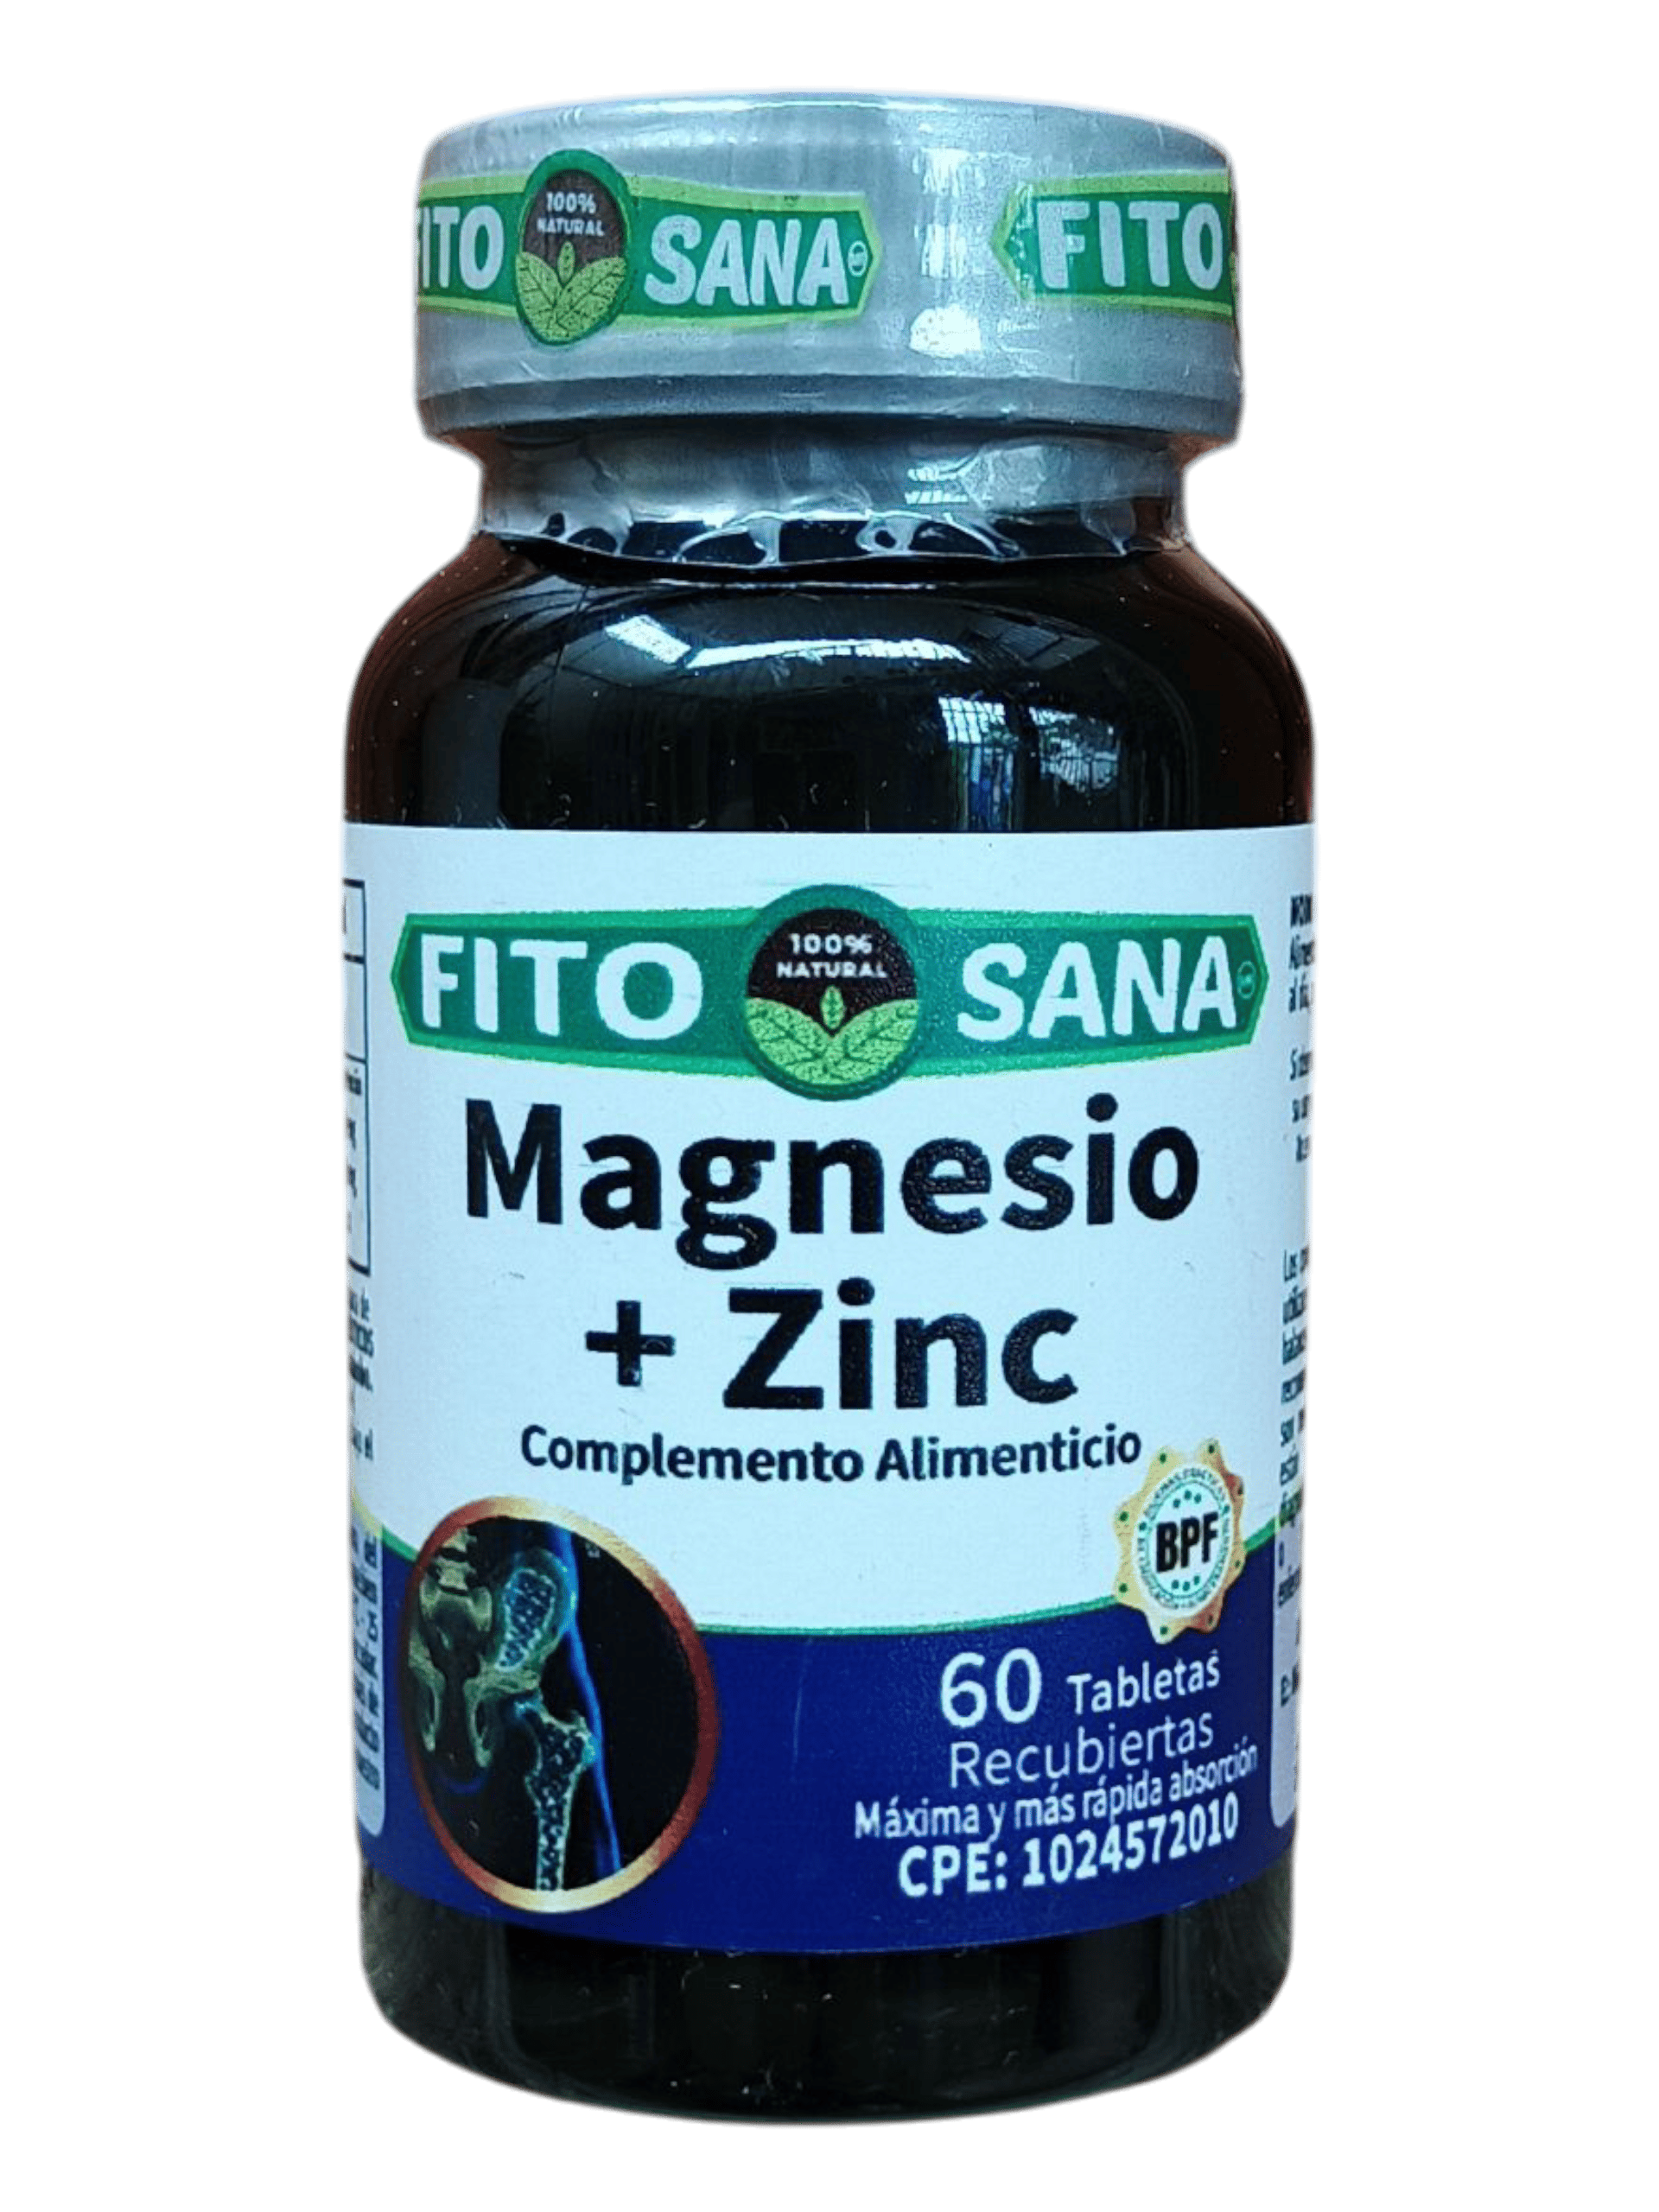 FITO 100% NATURAL SANA FITO
FITO 100% NATURAL SANA
Magnesio
+ Zinc
Complemento Alimenticio
BPF
60 Tabletas
Recubiertas
Máxima y más rápida absorción
CPE: 1024572010